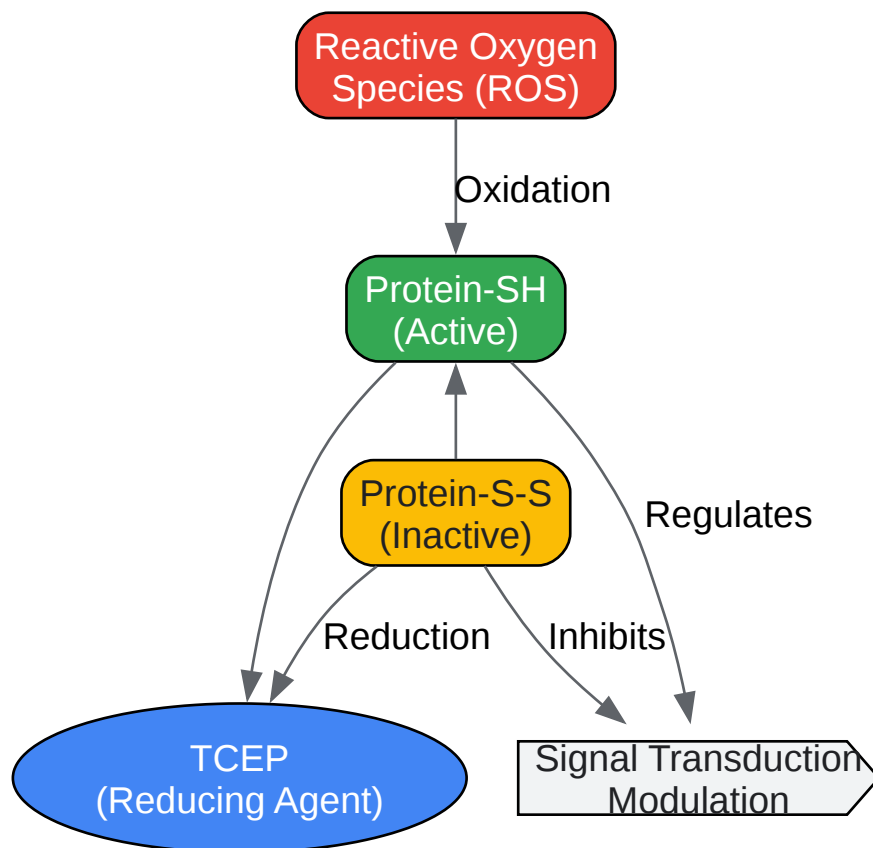 Reactive Oxygen
Species (ROS)
Oxidation
Protein-SH
(Active)
Protein-S-S
(Inactive)
Regulates
Reduction
Inhibits
TCEP
(Reducing Agent)
Signal Transduction
Modulation